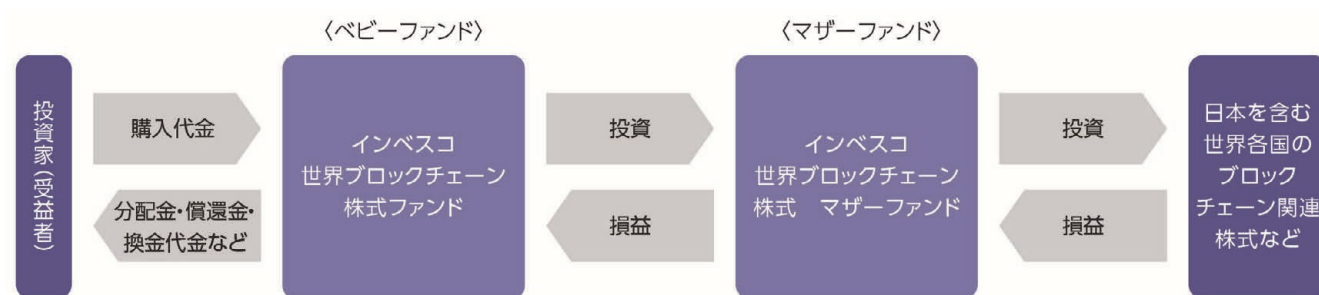 〈ベビーファンド〉
〈マザーファンド〉
投資家(受益者)
購入代金
分配金・償還金・
換金代金など
インベスコ
世界ブロックチェーン
株式ファンド
投資
損益
インベスコ
世界ブロックチェーン
株式　マザーファンド
投資
損益
日本を含む
世界各国の
ブロック
チェーン関連
株式など